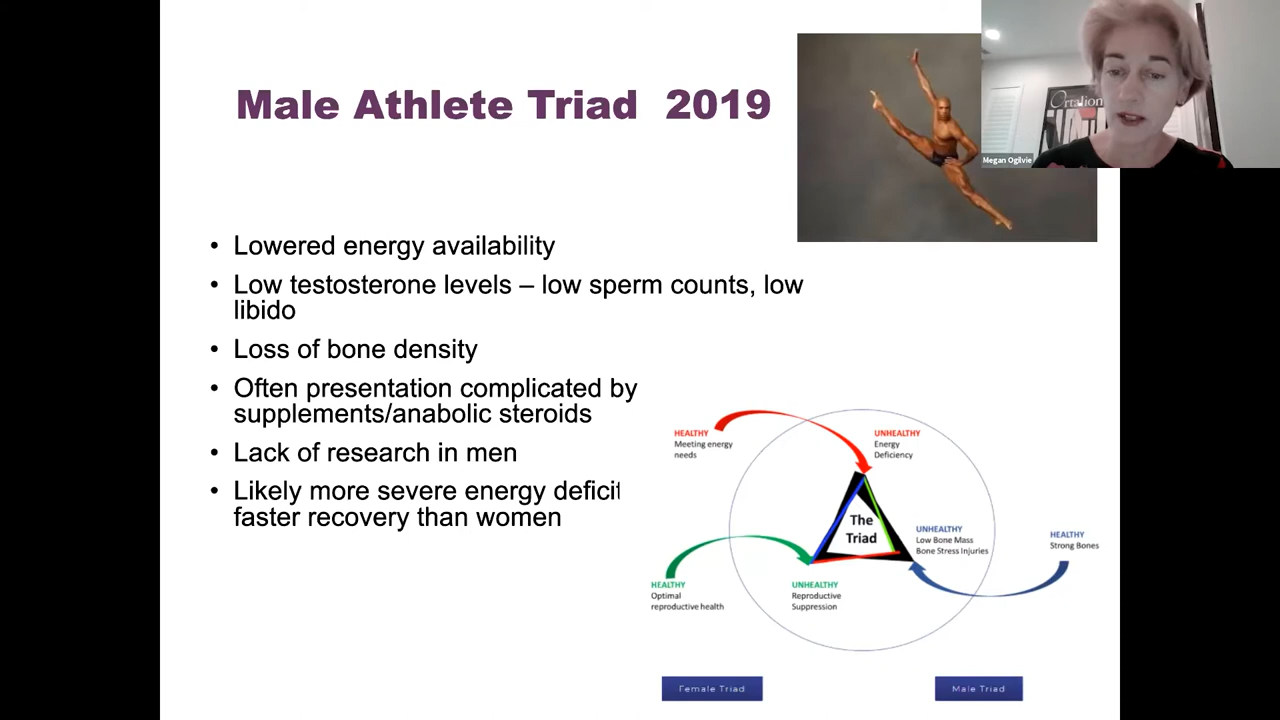 Male Athlete Triad 2019
Ortalion
Megan Ogilvie
• Lowered energy availability
• Low testosterone levels – low sperm counts, low
libido
• Loss of bone density
• Often presentation complicated by
supplements/anabolic steroids
• Lack of research in men
• Likely more severe energy deficit
faster recovery than women
HEALTHY
Meeting energy
needs
UNHEALTHY
Energy
Deficiency
The
Triad
UNHEALTHY
Low Bone Mass
Bone Stress Injuries
HEALTHY
Strong Bones
HEALTHY
Optimal
reproductive health
UNHEALTHY
Reproductive
Suppression
Female Triad
Male Triad